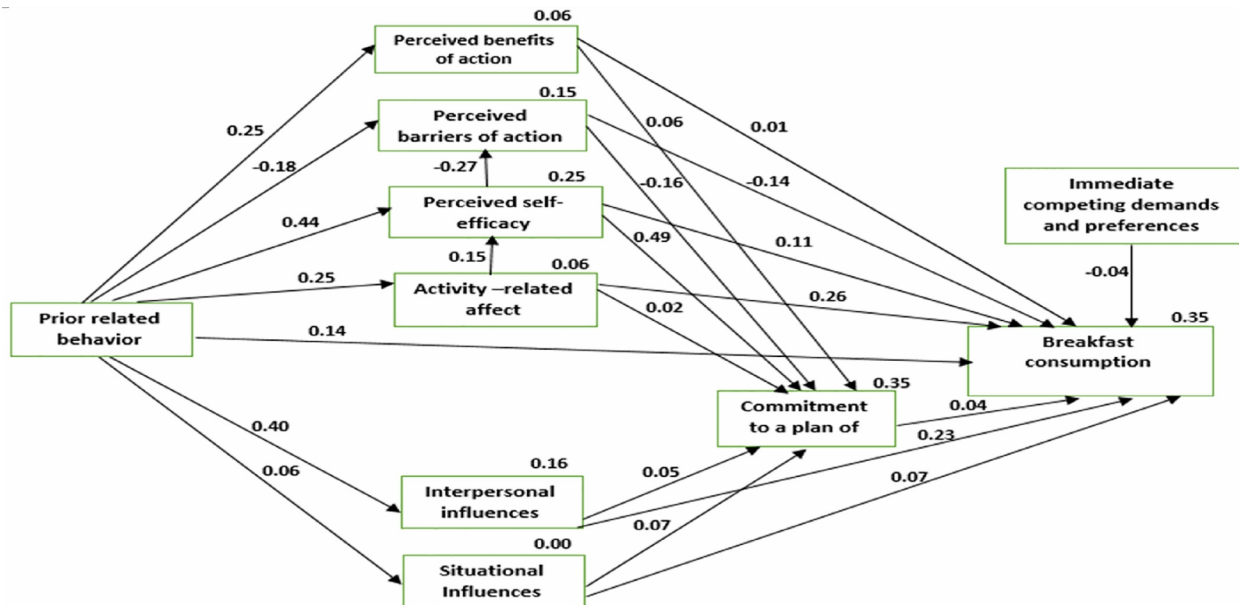 0.06
Perceived benefits
of action
0.15
Perceived
barriers of action
0.25
0.06
0.01
-0.18
-0.27
0.25
-0.16
-0.14
Immediate
competing demands
and preferences
Perceived self-
efficacy
0.44
0.49
0.11
0.15
0.06
-0.04
0.25
Activity –related
affect
0.02
0.26
Prior related
behavior
0.14
0.35
Breakfast
consumption
0.35
Commitment
to a plan of
0.04
0.40
0.23
0.06
0.16
Interpersonal
influences
0.05
0.07
0.07
0.00
Situational
Influences